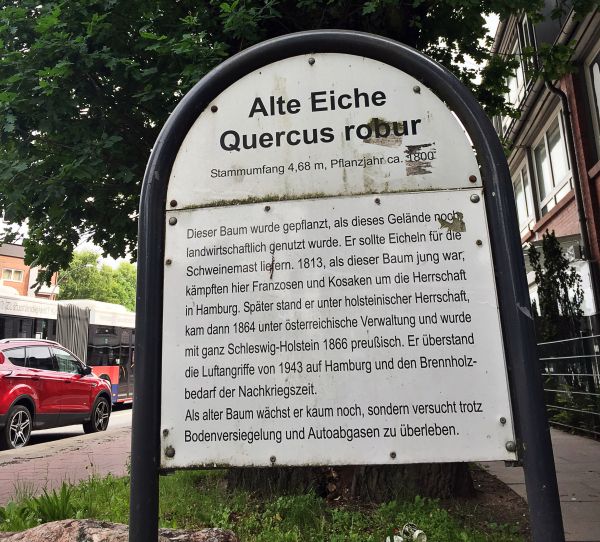 Alte Eiche
Quercus robur
Stammumfang 4,68 m, Pflanzjahr ca. 1800
Dieser Baum wurde gepflanzt, als dieses Gelände noch
landwirtschaftlich genutzt wurde. Er sollte Eicheln für die
Schweinemast liefern. 1813, als dieser Baum jung war,
kämpften hier Franzosen und Kosaken um die Herrschaft
in Hamburg. Später stand er unter holsteinischer Herrschaft,
kam dann 1864 unter österreichische Verwaltung und wurde
mit ganz Schleswig-Holstein 1866 preußisch. Er überstand
die Luftangriffe von 1943 auf Hamburg und den Brennholz-
bedarf der Nachkriegszeit.
Als alter Baum wächst er kaum noch, sondern versucht trotz
Bodenversiegelung und Autoabgasen zu überleben.